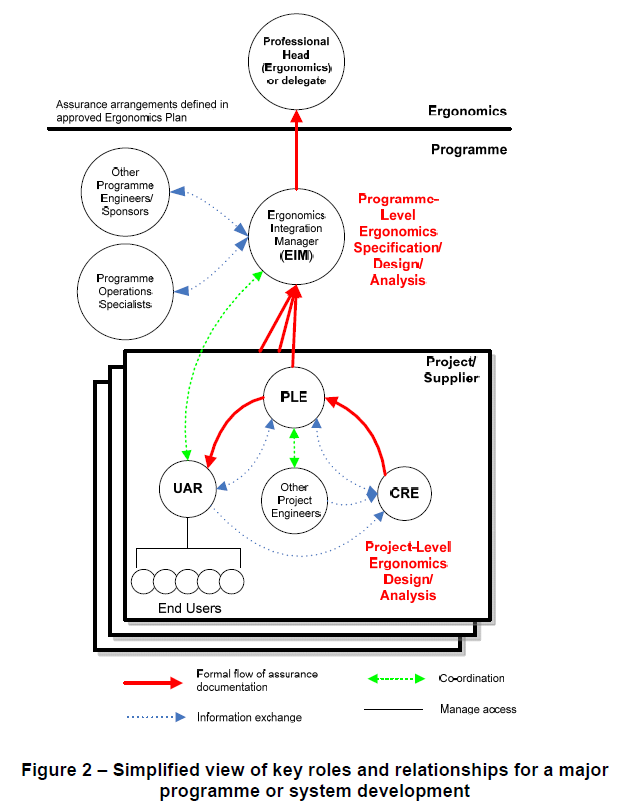 Professional
Head
(Ergonomics)
or delegate
Assurance arrangements defined in
approved Ergonomics Plan
Ergonomics
Programme
Other
Programme
Engineers/
Sponsors
Ergonomics
Integration
Manager
(EIM)
Programme-
Level
Ergonomics
Specification/
Design/
Analysis
Programme
Operations
Specialists
Project/
Supplier
PLE
UAR
Other
Project
Engineers
CRE
Project-Level
Ergonomics
Design/
Analysis
End Users
Formal flow of assurance
documentation
Co-ordination
Information exchange
Manage access
Figure 2 – Simplified view of key roles and relationships for a major
programme or system development